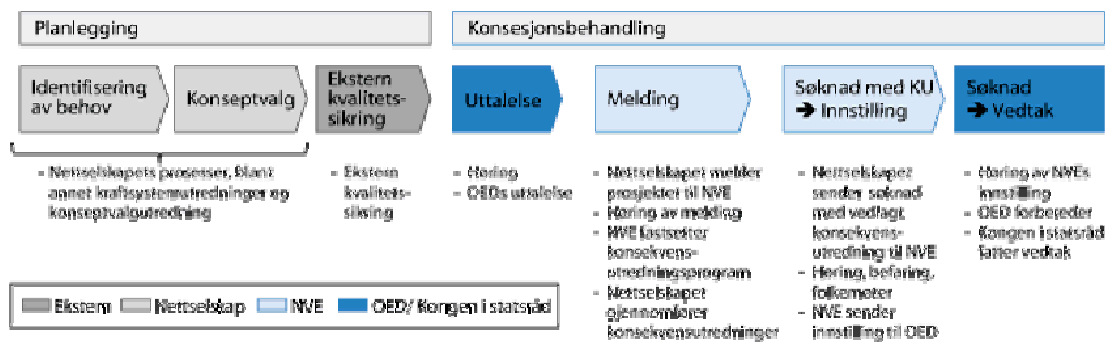 Planlegging
Konsesjonsbehandling
Identifisering
av behov
Konseptvalg
Ekstern
kvalitets-
sikring
Uttalelse
Melding
Søknad med KU
➔ Innstilling
Søknad
➔ Vedtak
- Nettselskapets prosesser, blant
annet kraftsystemutredninger og
konseptvalgutredning
- Ekstern
kvalitets-
sikring
- Høring
- OEDs uttalelse
- Nettselskapet melder
prosjektet til NVE
- Høring av melding
- NVE fastsetter
konsekvens-
utredningsprogram
- Nettselskapet
gjennomfører
konsekvensutredninger
- Nettselskapet
sender søknad
med vedlagt
konsekvens-
utredning til NVE
- Høring, befaring,
folkemøter
- NVE sender
innstilling til OED
- Høring av NVEs
innstilling
- OED forbereder
- Kongen i statsråd
fatter vedtak
Ekstern
Nettselskap
NVE
OED/ Kongen i statsråd